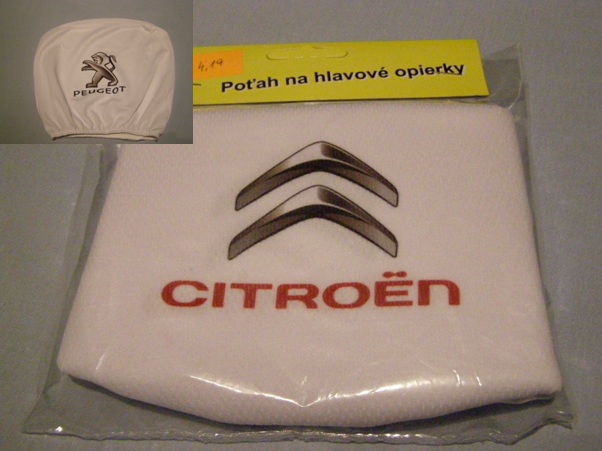 PEUGEOT
4,19
Poťah na hlavové opierky
CITROËN